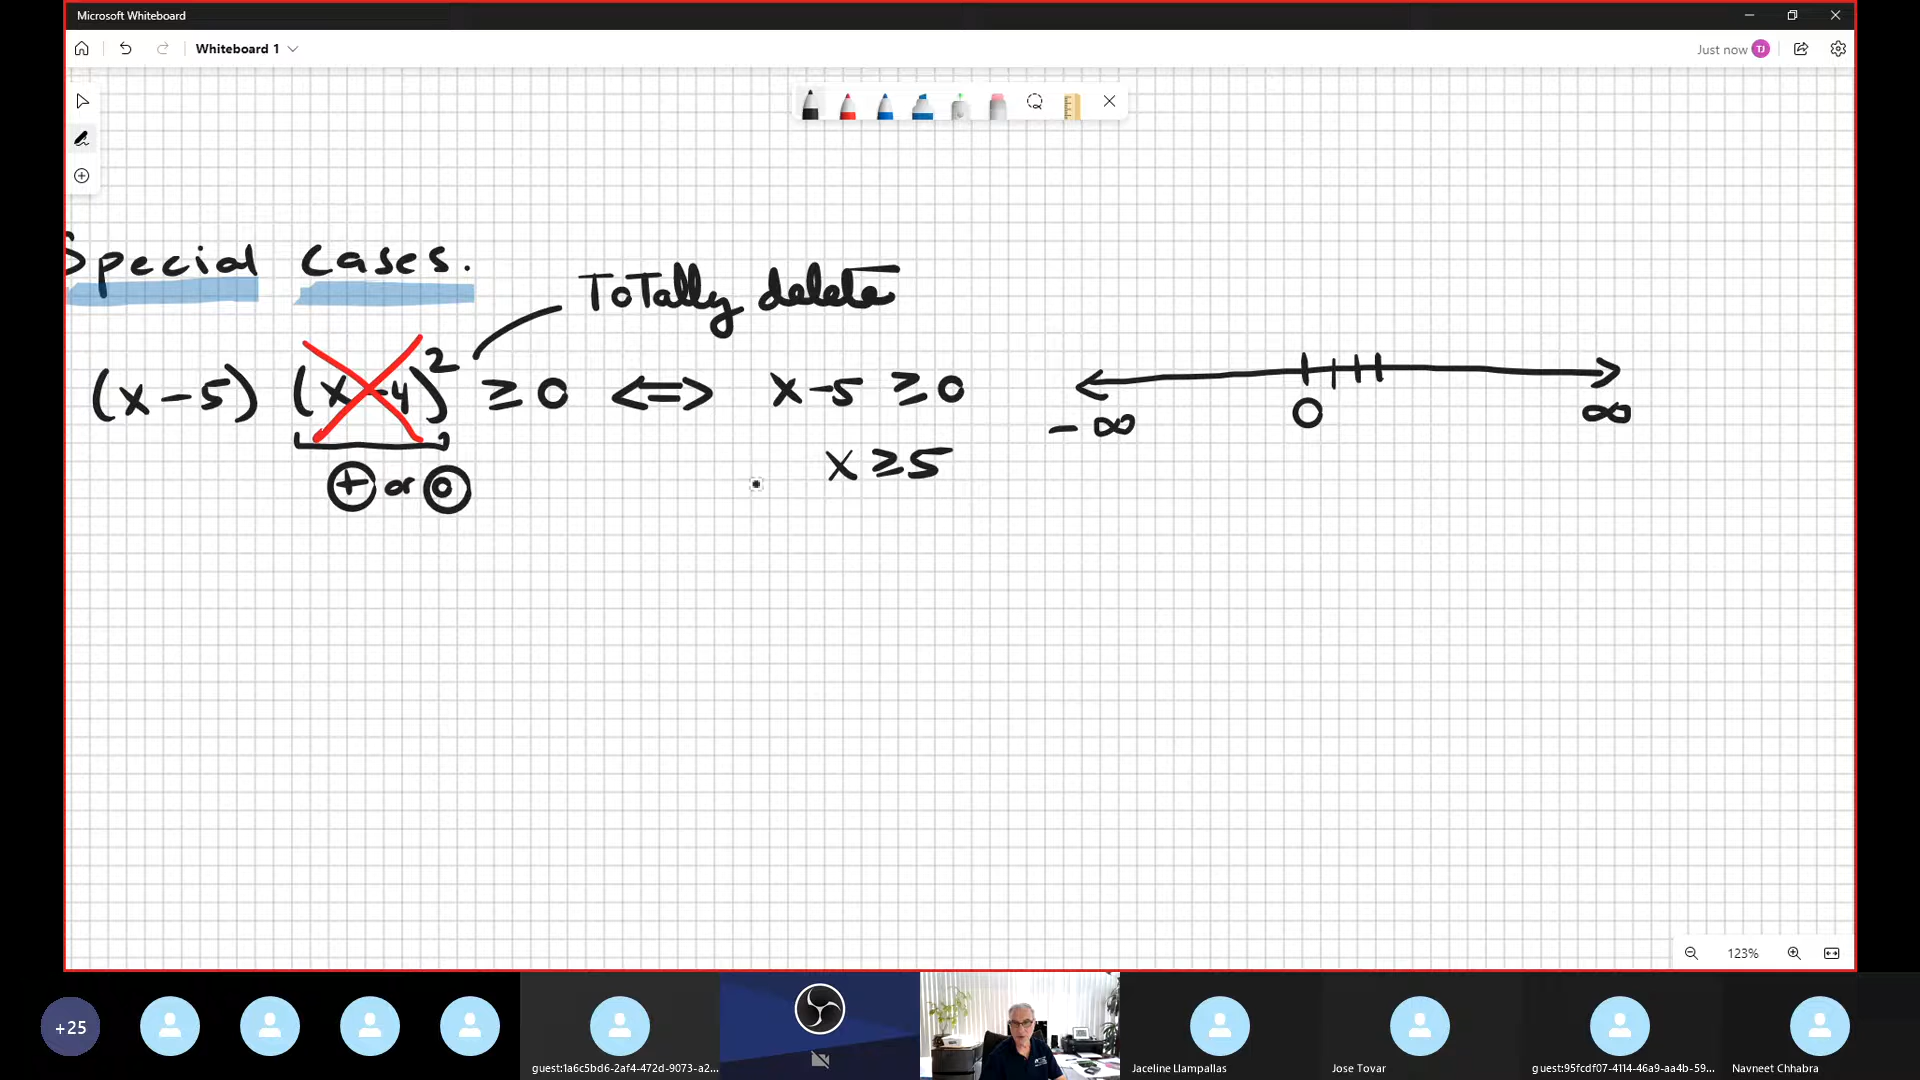 Microsoft Whiteboard
Whiteboard 1
Just now TJ
Special Cases.
ToTally delete
(x-5) (x-4)² ≥ 0 ⟺ x-5 ≥ 0
- ∞ 0 ∞
x ≥ 5
+ or 0
123%
+25
guest:1a6c5bd6-2af4-472d-9073-a2...
Jaceline Llampallas
Jose Tovar
guest:95fcdf07-4114-46a9-aa4b-59...
Navneet Chhabra